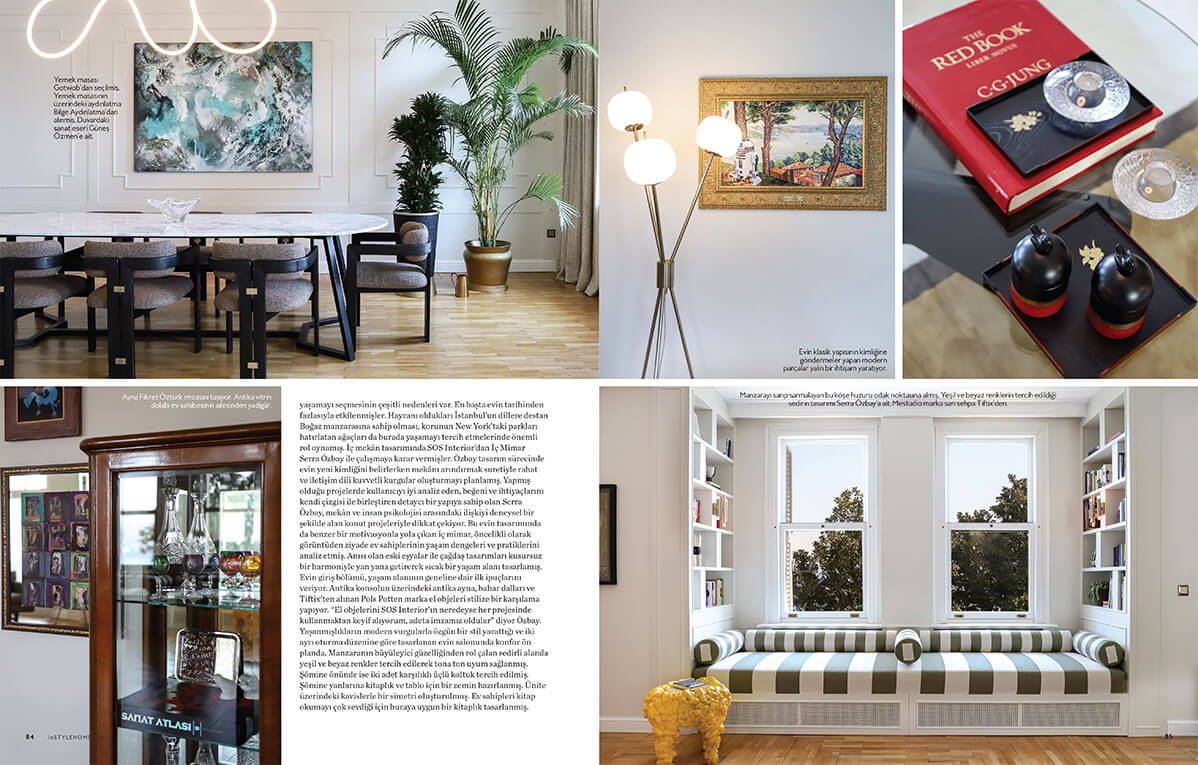 Yemek masası
Gotwob'dan seçilmiş.
Yemek masasının
üzerindeki aydınlatma
Bilge Aydınlatma'dan
alınmış. Duvardaki
sanat eseri Güneş
Özmen'e ait.
Evin klasik yapısının kimliğine
göndermeler yapan modern
parçalar yalın bir ihtişam yaratıyor.
THE
RED BOOK
LIBER NOVUS
C·G·JUNG
Ayna Fikret Öztürk imzasını taşıyor. Antika vitrin
dolabı ev sahibesinin ailesinden yadigâr.
SANAT ATLASI
84 InSTYLEHOME
yaşamayı seçmesinin çeşitli nedenleri var. En başta evin tarihinden
fazlasıyla etkilenmişler. Hayranı oldukları İstanbul'un dillere destan
Boğaz manzarasına sahip olması, korunun New York'taki parkları
hatırlatan ağaçları da burada yaşamayı tercih etmelerinde önemli
rol oynamış. İç mekân tasarımında SOS Interior'dan İç Mimar
Serra Özbay ile çalışmaya karar vermişler. Özbay tasarım sürecinde
evin yeni kimliğini belirlerken mekânı arındırmak suretiyle rahat
ve iletişim dili kuvvetli kurgular oluşturmayı planlamış. Yapmış
olduğu projelerde kullanıcıyı iyi analiz eden, beğeni ve ihtiyaçlarını
kendi çizgisi ile birleştiren detaycı bir yapıya sahip olan Serra
Özbay, mekân ve insan psikolojisi arasındaki ilişkiyi deneysel bir
şekilde alan konut projeleriyle dikkat çekiyor. Bu evin tasarımında
da benzer bir motivasyonla yola çıkan iç mimar, öncelikli olarak
görüntüden ziyade ev sahiplerinin yaşam dengeleri ve pratiklerini
analiz etmiş. Anısı olan eski eşyalar ile çağdaş tasarımları kusursuz
bir harmoniyle yan yana getirerek sıcak bir yaşam alanı tasarlamış.
Evin giriş bölümü, yaşam alanının geneline dair ilk ipuçlarını
veriyor. Antika konsolun üzerindeki antika ayna, bahar dalları ve
Tiftix'ten alınan Pols Potten marka el objeleri stilize bir karşılama
yapıyor. "El objelerini SOS Interior'ın neredeyse her projesinde
kullanmaktan keyif alıyorum, adeta imzamız oldular" diyor Özbay.
Yaşanmışlıkların modern vurgularla özgün bir stil yarattığı ve iki
ayrı oturma düzenine göre tasarlanan evin salonunda konfor ön
planda. Manzaranın büyüleyici güzelliğinden rol çalan sedirli alanda
yeşil ve beyaz renkler tercih edilerek tona ton uyum sağlanmış.
Şömine önünde ise iki adet karşılıklı üçlü koltuk tercih edilmiş.
Şömine yanlarına kitaplık ve tablo için bir zemin hazırlanmış. Ünite
üzerindeki kavislerle bir simetri oluşturulmuş. Ev sahipleri kitap
okumayı çok sevdiği için buraya uygun bir kitaplık tasarlanmış.
Manzarayı sarıp sarmalayan bu köşe huzuru odak noktasına almış. Yeşil ve beyaz renklerin tercih edildiği
sedirin tasarımı Serra Özbay'a ait. Mestudio marka sarı sehpa Tiftix'den.
85